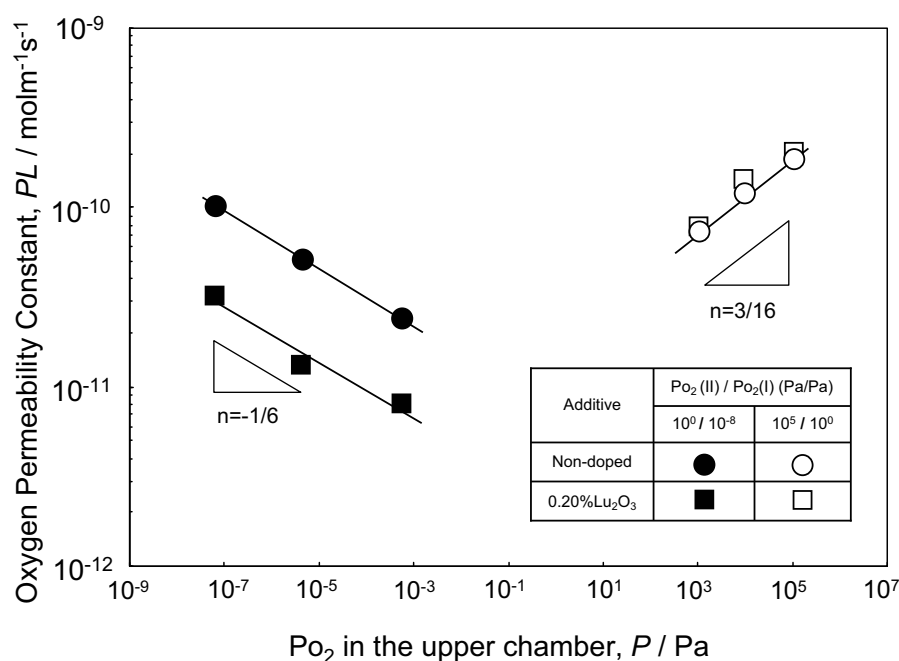 Oxygen Permeability Constant, PL / molm⁻¹s⁻¹
10⁻⁹
10⁻¹⁰
10⁻¹¹
10⁻¹²
n=-1/6
n=3/16
Additive
Po₂ (II) / Po₂(I) (Pa/Pa)
10⁰ / 10⁻⁸ 10⁵ / 10⁰
Non-doped
0.20%Lu₂O₃
10⁻⁹ 10⁻⁷ 10⁻⁵ 10⁻³ 10⁻¹ 10¹ 10³ 10⁵ 10⁷
Po₂ in the upper chamber, P / Pa